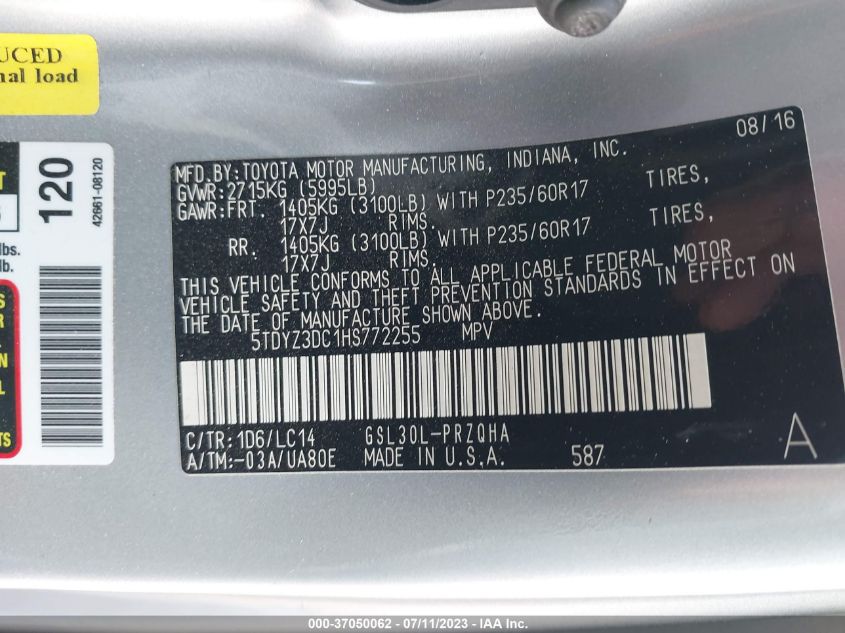 UCED
nal load
T
120
42661-08120
lbs.
lb.
S
R
N
L
TS
08/16
MFD.BY:TOYOTA MOTOR MANUFACTURING, INDIANA, INC.
GVWR:2715KG (5995LB)
GAWR:FRT. 1405KG (3100LB) WITH P235/60R17 TIRES,
17X7J RIMS.
RR. 1405KG (3100LB) WITH P235/60R17 TIRES,
17X7J RIMS.
THIS VEHICLE CONFORMS TO ALL APPLICABLE FEDERAL MOTOR
VEHICLE SAFETY AND THEFT PREVENTION STANDARDS IN EFFECT ON
THE DATE OF MANUFACTURE SHOWN ABOVE.
5TDYZ3DC1HS772255 MPV
C/TR:1D6/LC14 GSL30L-PRZQHA
A/TM:-03A/UA80E MADE IN U.S.A. 587
A
000-37050062 - 07/11/2023 - IAA Inc.